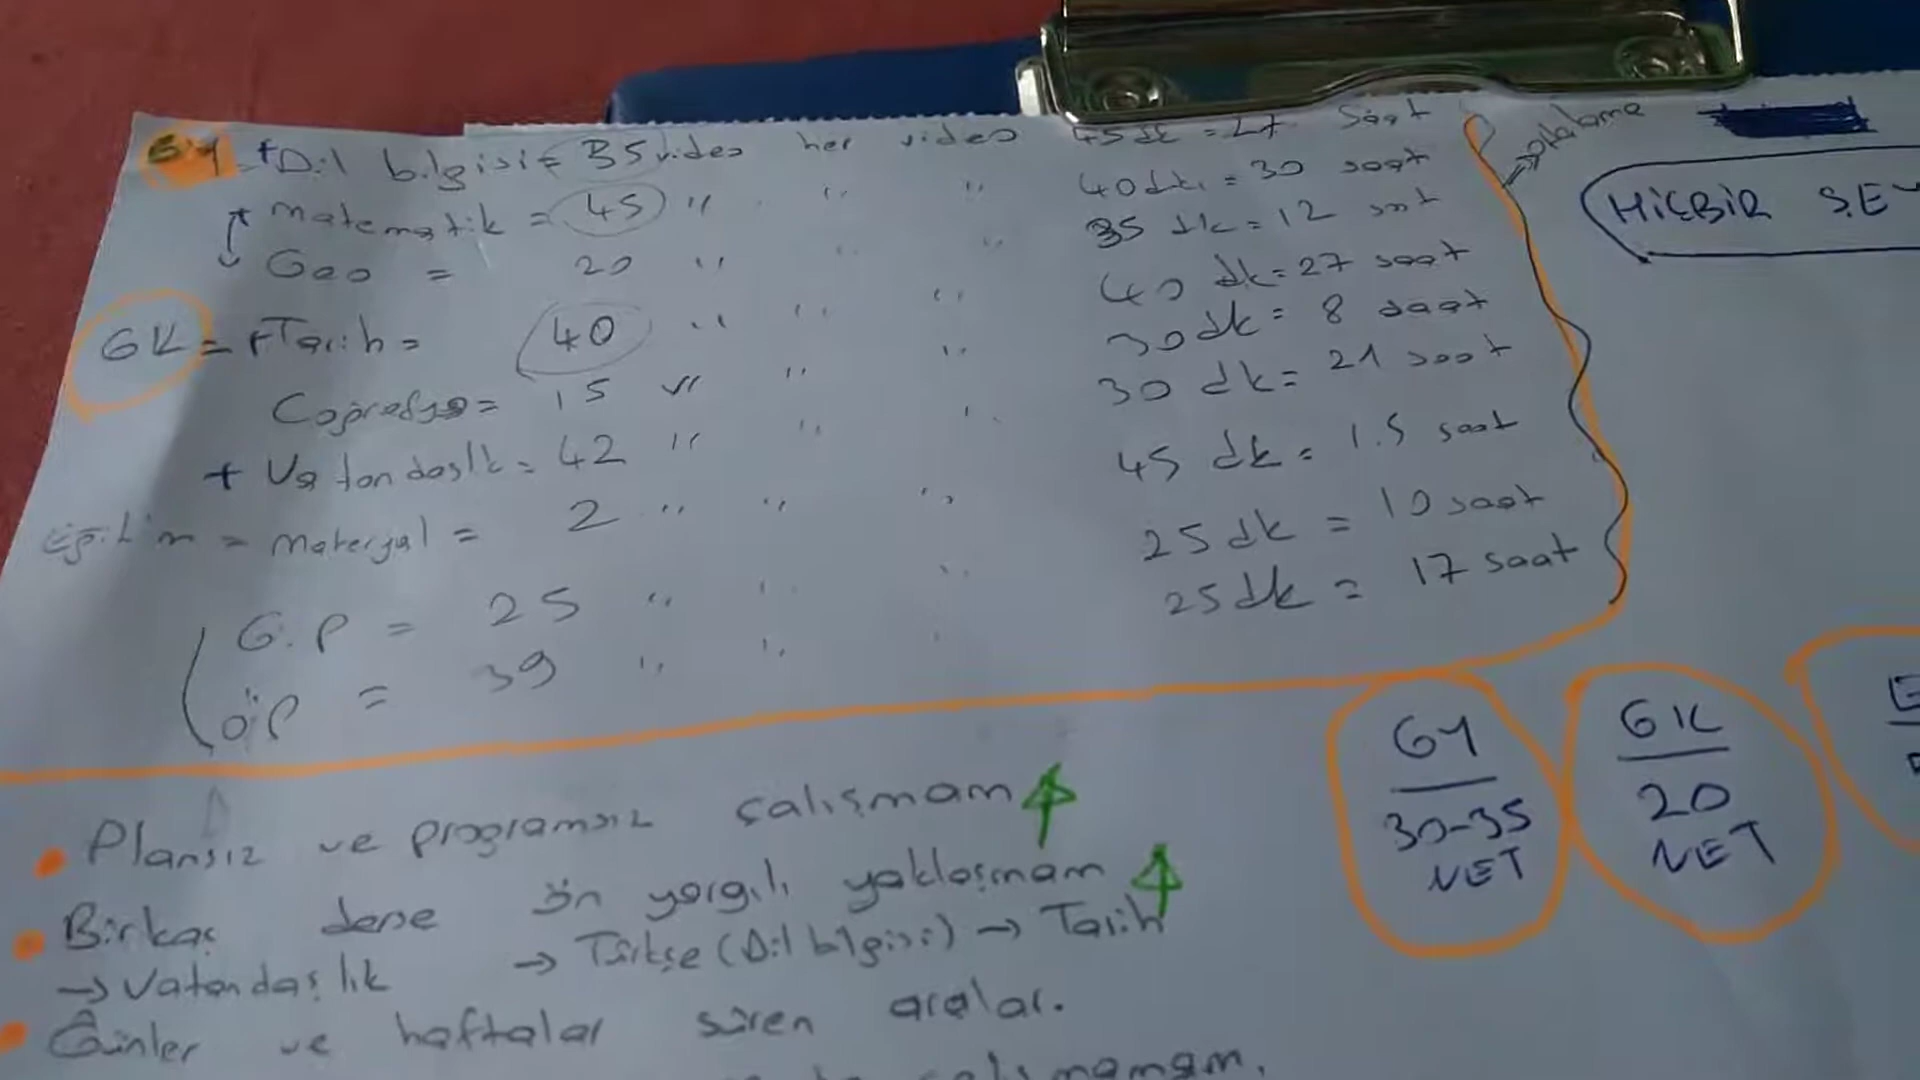 GY + Dil bilgisi = 35 video her video 45 dk = 27 saat
Matematik = 45 " " " 40 dk. = 30 saat
Geo = 20 " " " 35 dk = 12 saat
GK = + Tarih = 40 " " " 40 dk = 27 saat
Coğrafya = 15 " " " 30 dk = 8 saat
+ Vatandaşlık = 42 " " " 30 dk = 21 saat
Eğitim = Materyal = 2 " " " 45 dk = 1.5 saat
G.P = 25 " " " 25 dk = 10 saat
ÖP = 39 " " " 25 dk = 17 saat
HİÇBİR ŞEY
GY
30-35
NET
GK
20
NET
• Plansız ve programsız çalışmam
• Birkaç derse ön yargılı yaklaşmam
→ Vatandaşlık → Türkçe (Dil bilgisi) → Tarih
• Günler ve haftalar süren aralar.